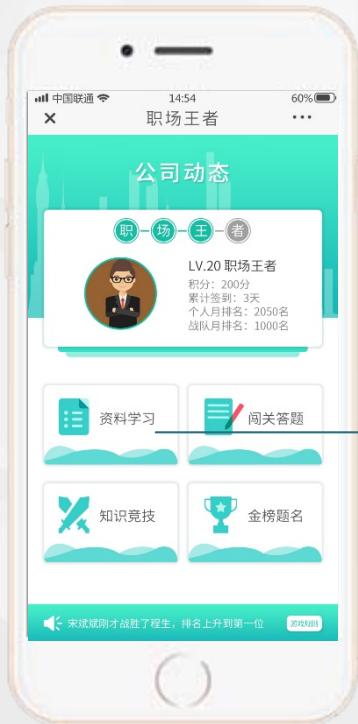 中国联通 14:54 60%
职场王者
公司动态
职-场-王-者
LV.20 职场王者
积分：200分
累计签到：3天
个人月排名：2050名
战队月排名：1000名
资料学习 闯关答题
知识竞技 金榜题名
宋斌斌刚才战胜了程生，排名上升到第一位 游戏规则